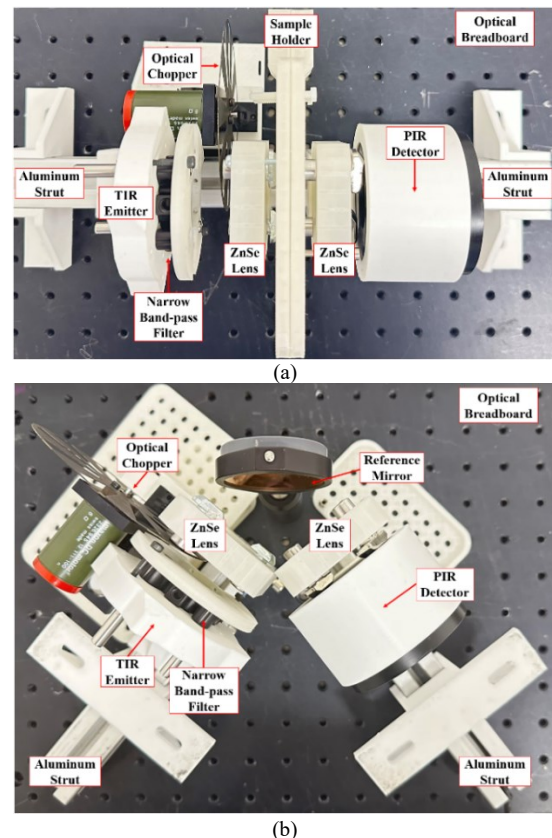 Sample
Holder
Optical
Breadboard
Optical
Chopper
PIR
Detector
Aluminum
Strut
TIR
Emitter
Aluminum
Strut
ZnSe
Lens
ZnSe
Lens
Narrow
Band-pass
Filter
(a)
Optical
Breadboard
Optical
Chopper
Reference
Mirror
ZnSe
Lens
ZnSe
Lens
PIR
Detector
TIR
Emitter
Narrow
Band-pass
Filter
Aluminum
Strut
Aluminum
Strut
(b)